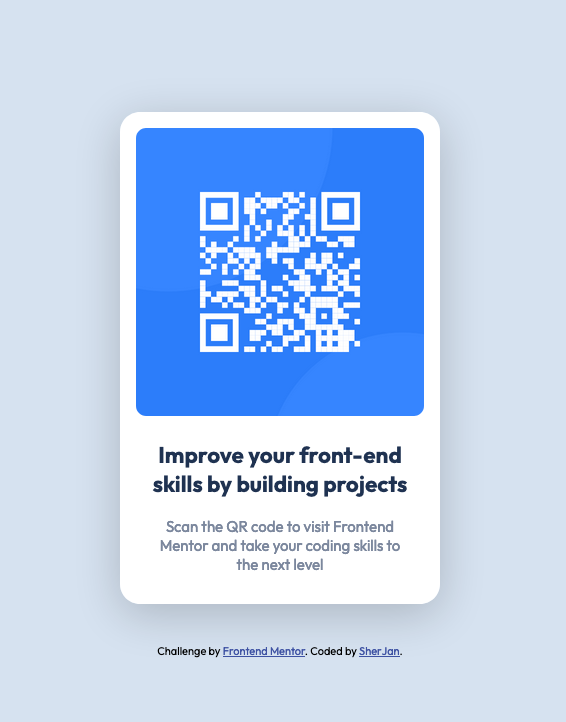 Improve your front-end
skills by building projects
Scan the QR code to visit Frontend
Mentor and take your coding skills to
the next level
Challenge by Frontend Mentor. Coded by SherJan.